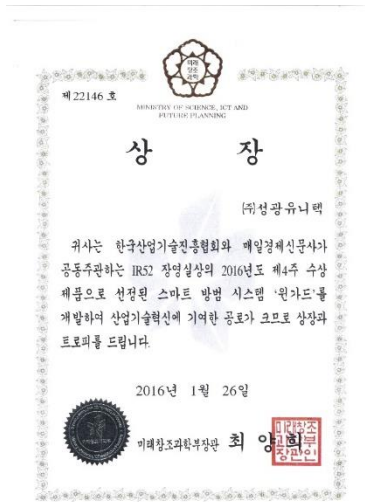 미래
창조
과학
제 22146 호
MINISTRY OF SCIENCE, ICT AND
FUTURE PLANNING
상 장
(주)성광유니텍
귀사는 한국산업기술진흥협회와 매일경제신문사가
공동주관하는 IR52 장영실상의 2016년도 제4주 수상
제품으로 선정된 스마트 방범 시스템 ‘윈가드’를
개발하여 산업기술혁신에 기여한 공로가 크므로 상장과
트로피를 드립니다.
2016년 1월 26일
미래창조과학부장관 최 양 희
미래창조
과학부
장관인